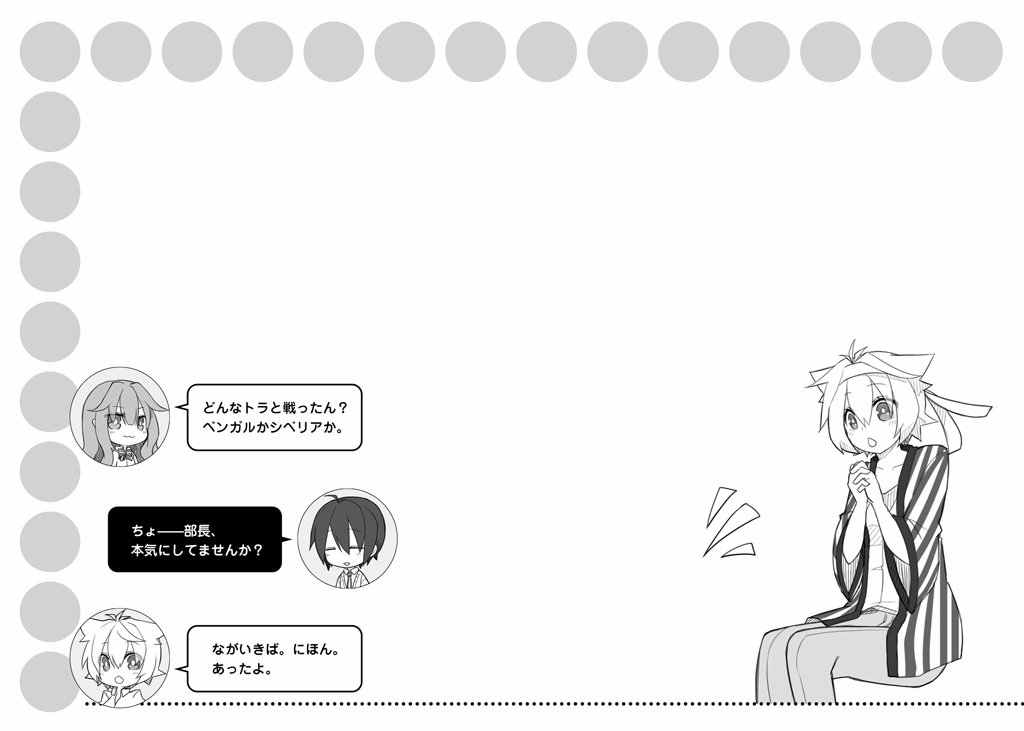 どんなトラと戦ったん？
ベンガルかシベリアか。
ちょ――部長、
本気にしてませんか？
ながいきば。にほん。
あったよ。